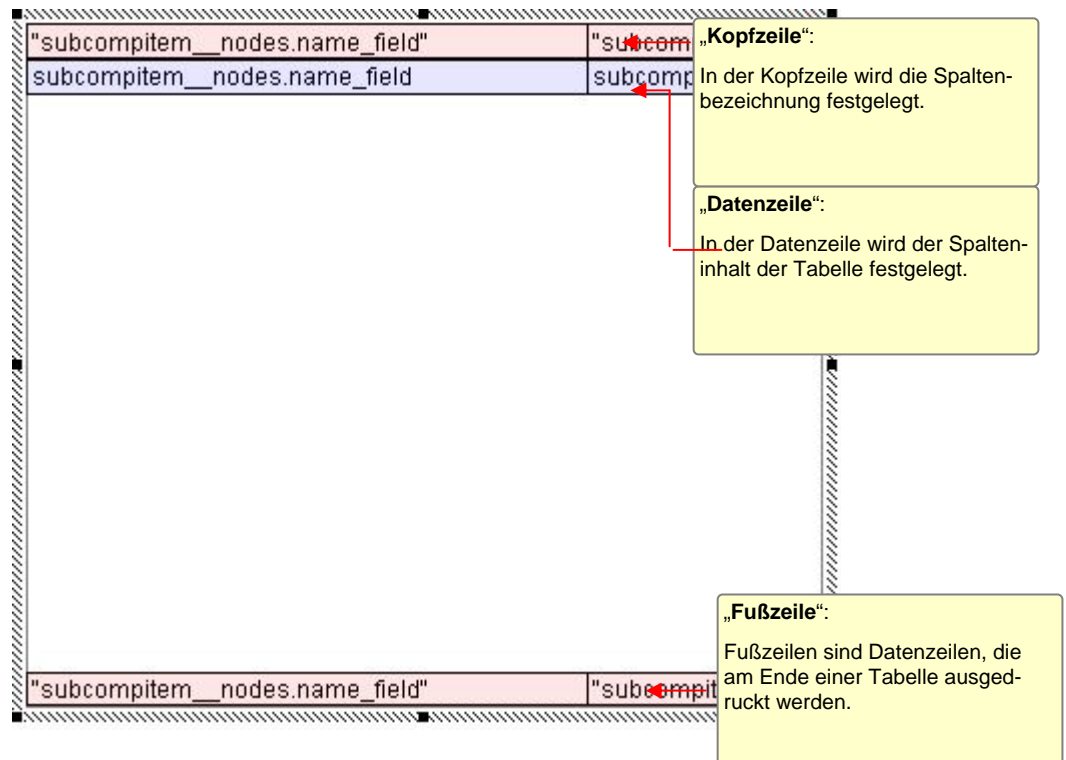 "subcompitem__nodes.name_field" "subcom
subcompitem__nodes.name_field subcomp
„Kopfzeile“:
In der Kopfzeile wird die Spalten-
bezeichnung festgelegt.
„Datenzeile“:
In der Datenzeile wird der Spalten-
inhalt der Tabelle festgelegt.
"subcompitem__nodes.name_field" "subcompit
„Fußzeile“:
Fußzeilen sind Datenzeilen, die
am Ende einer Tabelle ausged-
ruckt werden.